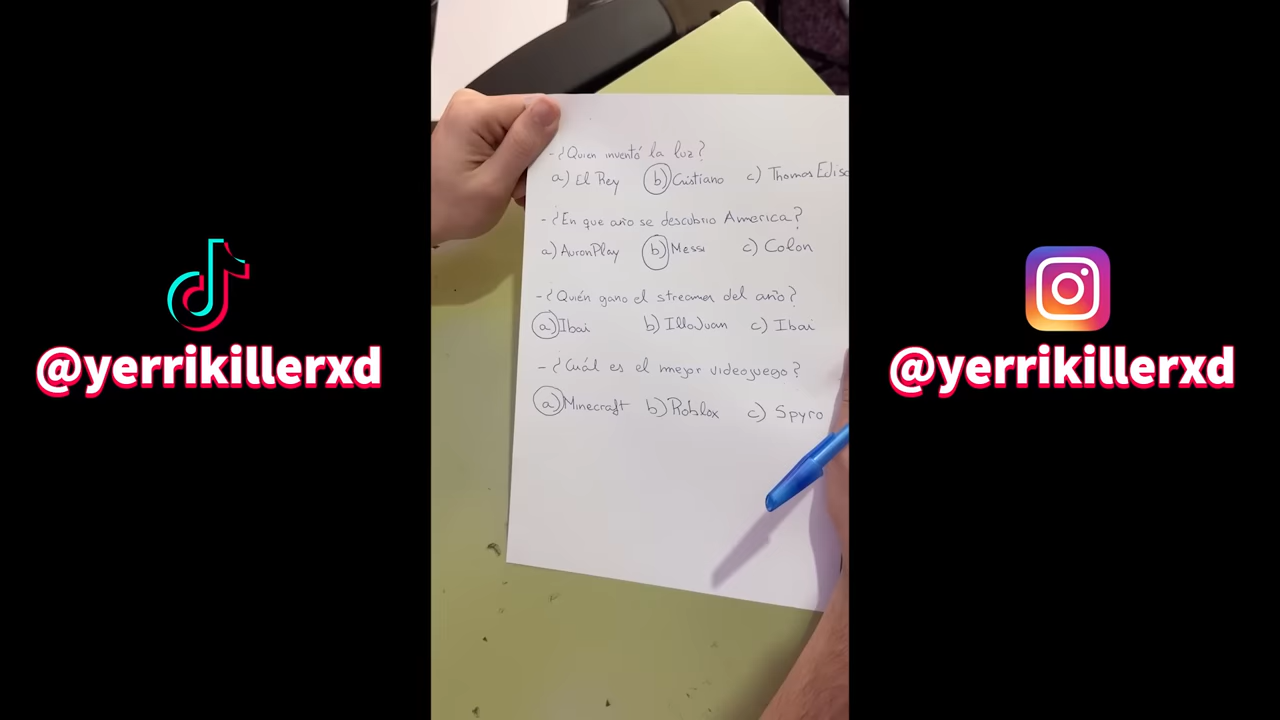 - ¿Quien inventó la luz?
a) El Rey b) Cristiano c) Thomas Ediso
- ¿En que año se descubrio America?
a) AuronPlay b) Messi c) Colon
- ¿Quién gano el streamer del año?
a) Ibai b) IlloJuan c) Ibai
- ¿Cuál es el mejor videojuego?
a) Minecraft b) Roblox c) Spyro
@yerrikillerxd
@yerrikillerxd